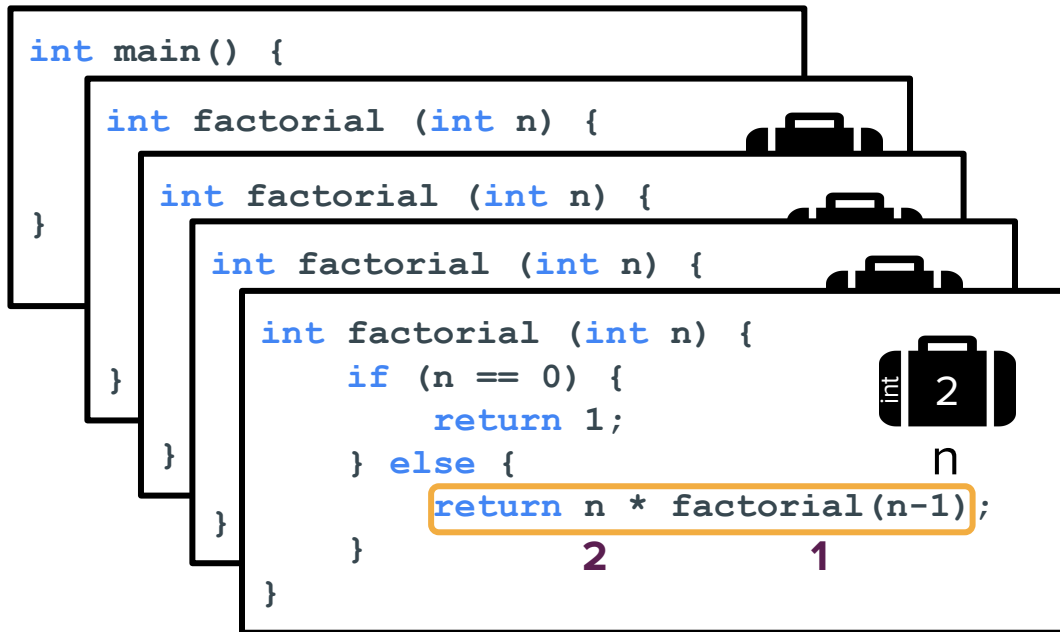 int main() {
}
int factorial (int n) {
}
int factorial (int n) {
}
int factorial (int n) {
}
int factorial (int n) {
if (n == 0) {
return 1;
} else {
return n * factorial(n-1);
}
}
int 2
n
2 1